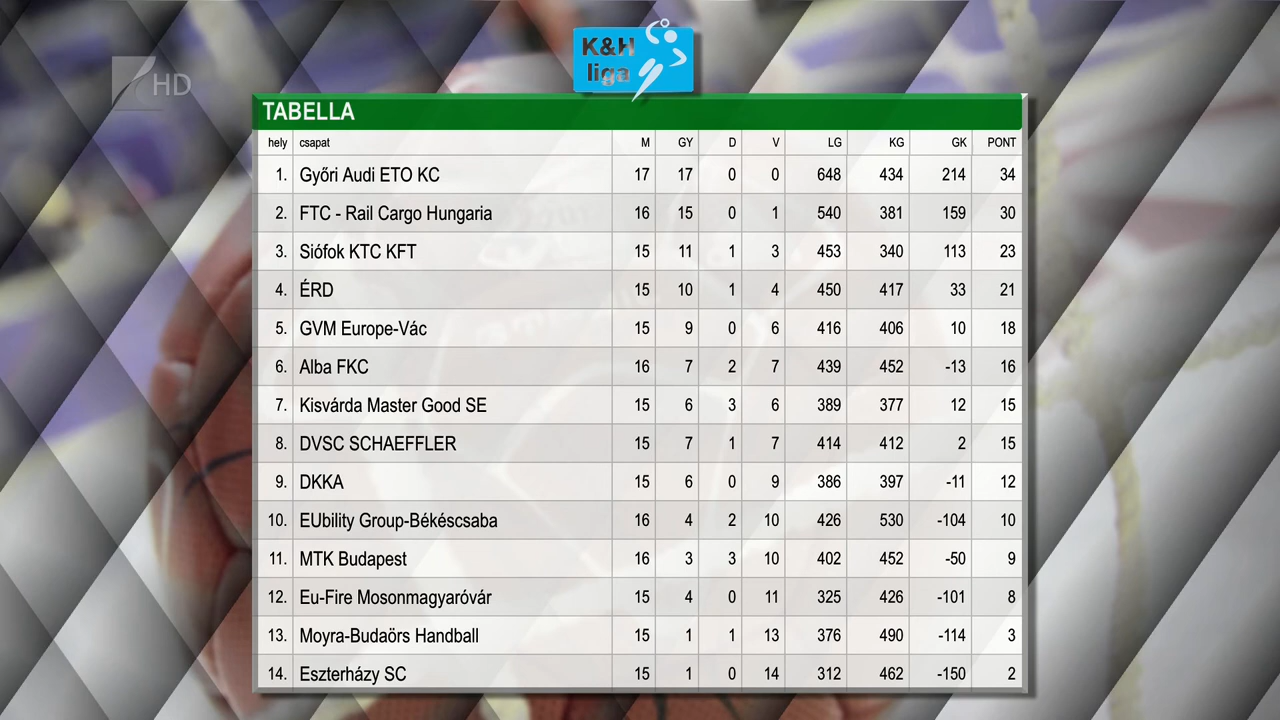 K&H
liga
HD
TABELLA
hely csapat M GY D V LG KG GK PONT
1. Győri Audi ETO KC 17 17 0 0 648 434 214 34
2. FTC - Rail Cargo Hungaria 16 15 0 1 540 381 159 30
3. Siófok KTC KFT 15 11 1 3 453 340 113 23
4. ÉRD 15 10 1 4 450 417 33 21
5. GVM Europe-Vác 15 9 0 6 416 406 10 18
6. Alba FKC 16 7 2 7 439 452 -13 16
7. Kisvárda Master Good SE 15 6 3 6 389 377 12 15
8. DVSC SCHAEFFLER 15 7 1 7 414 412 2 15
9. DKKA 15 6 0 9 386 397 -11 12
10. EUbility Group-Békéscsaba 16 4 2 10 426 530 -104 10
11. MTK Budapest 16 3 3 10 402 452 -50 9
12. Eu-Fire Mosonmagyaróvár 15 4 0 11 325 426 -101 8
13. Moyra-Budaörs Handball 15 1 1 13 376 490 -114 3
14. Eszterházy SC 15 1 0 14 312 462 -150 2